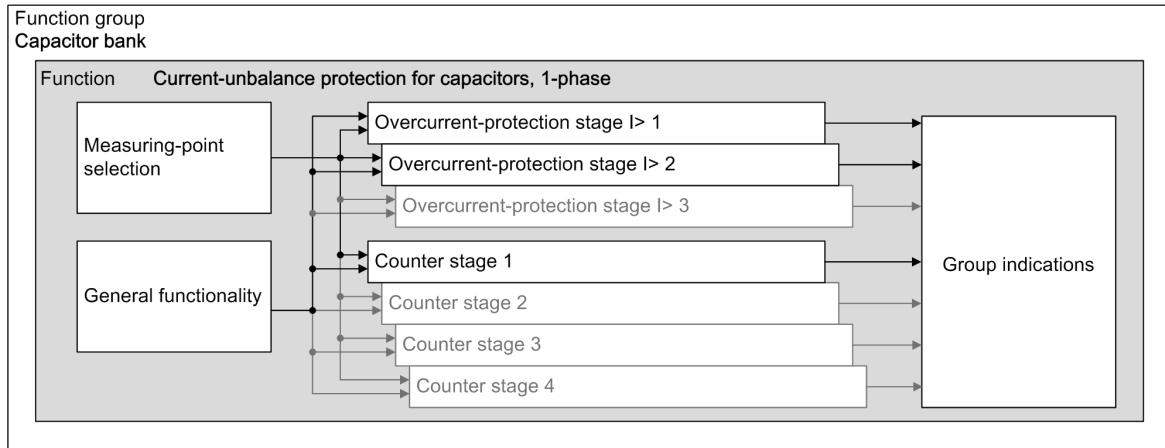 Function group
Capacitor bank
Function Current-unbalance protection for capacitors, 1-phase
Measuring-point
selection
General functionality
Overcurrent-protection stage I> 1
Overcurrent-protection stage I> 2
Overcurrent-protection stage I> 3
Counter stage 1
Counter stage 2
Counter stage 3
Counter stage 4
Group indications